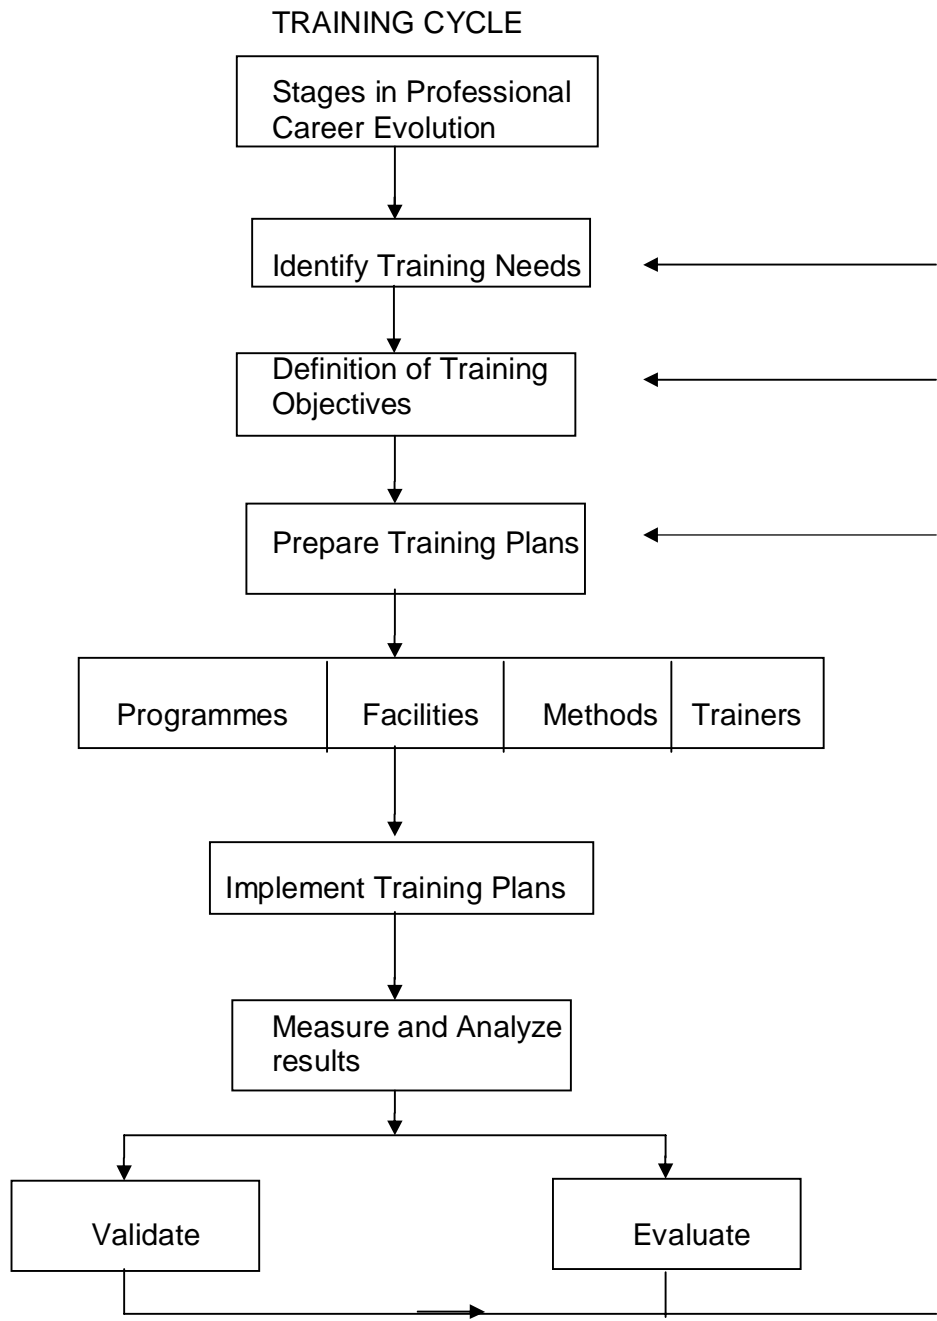 TRAINING CYCLE
Stages in Professional
Career Evolution
Identify Training Needs
Definition of Training
Objectives
Prepare Training Plans
Programmes Facilities Methods Trainers
Implement Training Plans
Measure and Analyze
results
Validate Evaluate